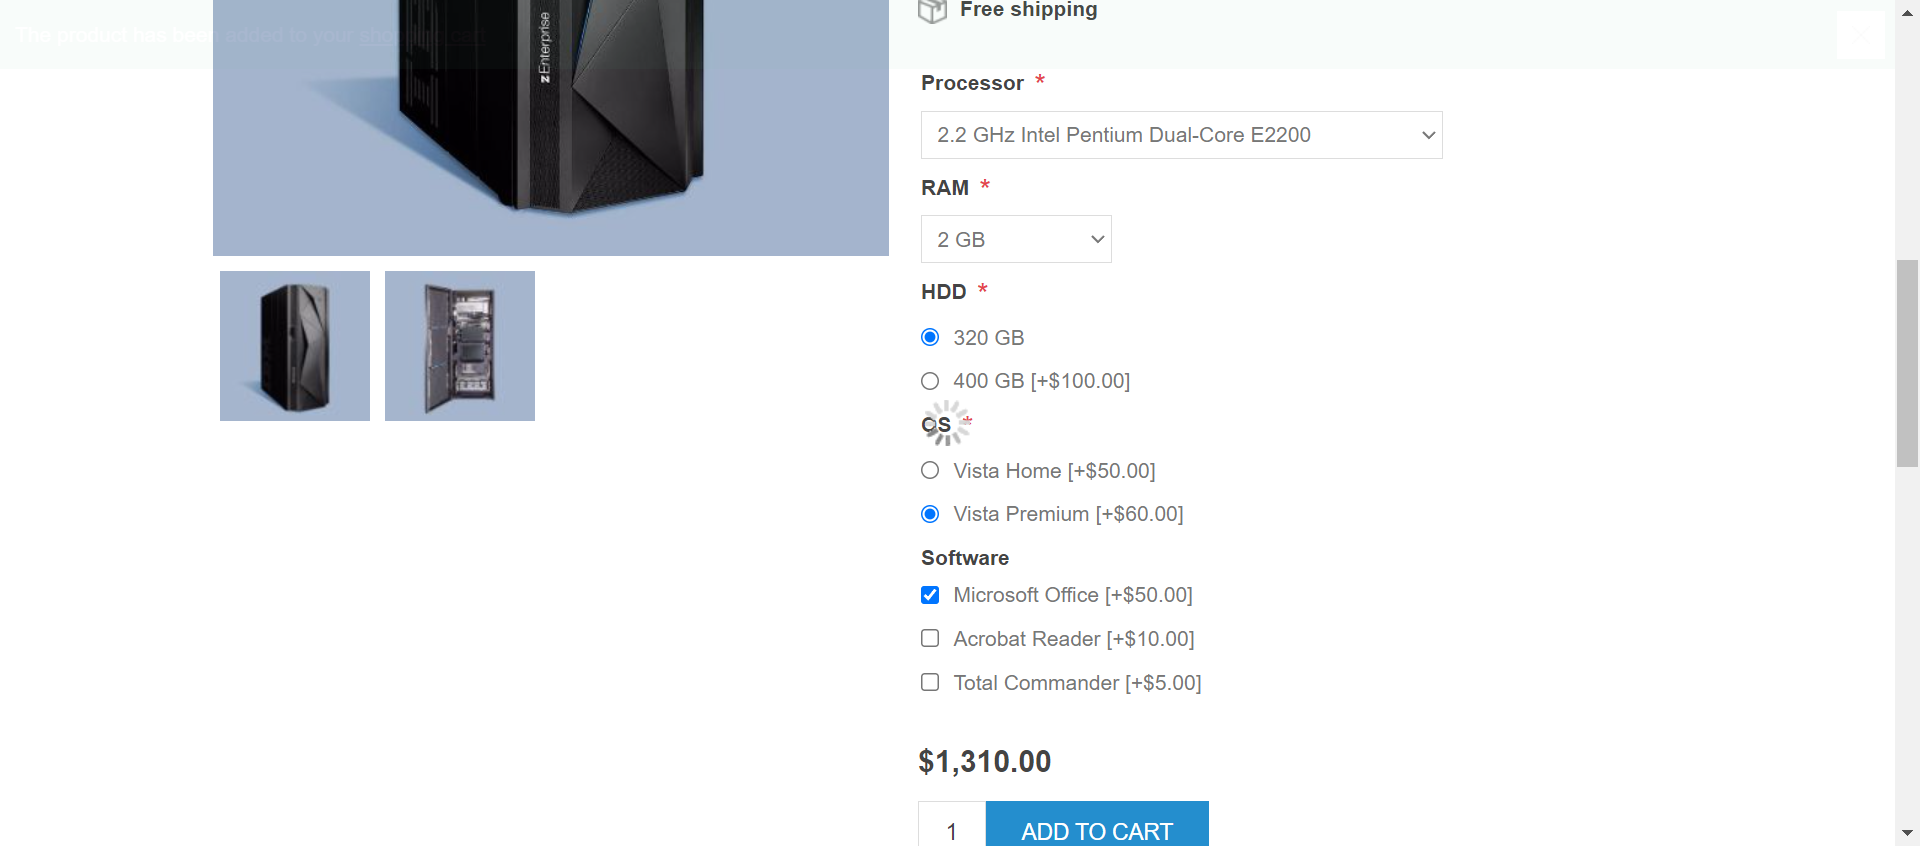 Free shipping
The product has been added to your shopping cart
zEnterprise
Processor *
2.2 GHz Intel Pentium Dual-Core E2200
RAM *
2 GB
HDD *
320 GB
400 GB [+$100.00]
OS *
Vista Home [+$50.00]
Vista Premium [+$60.00]
Software
Microsoft Office [+$50.00]
Acrobat Reader [+$10.00]
Total Commander [+$5.00]
$1,310.00
1
ADD TO CART